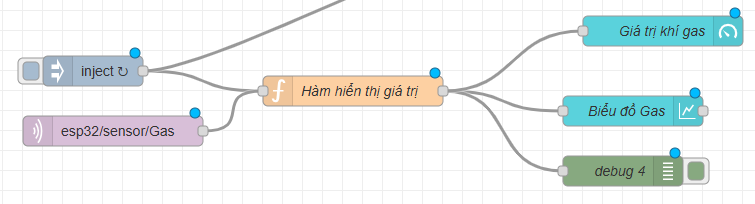 Giá trị khí gas
inject ↻
Hàm hiển thị giá trị
Biểu đồ Gas
esp32/sensor/Gas
debug 4